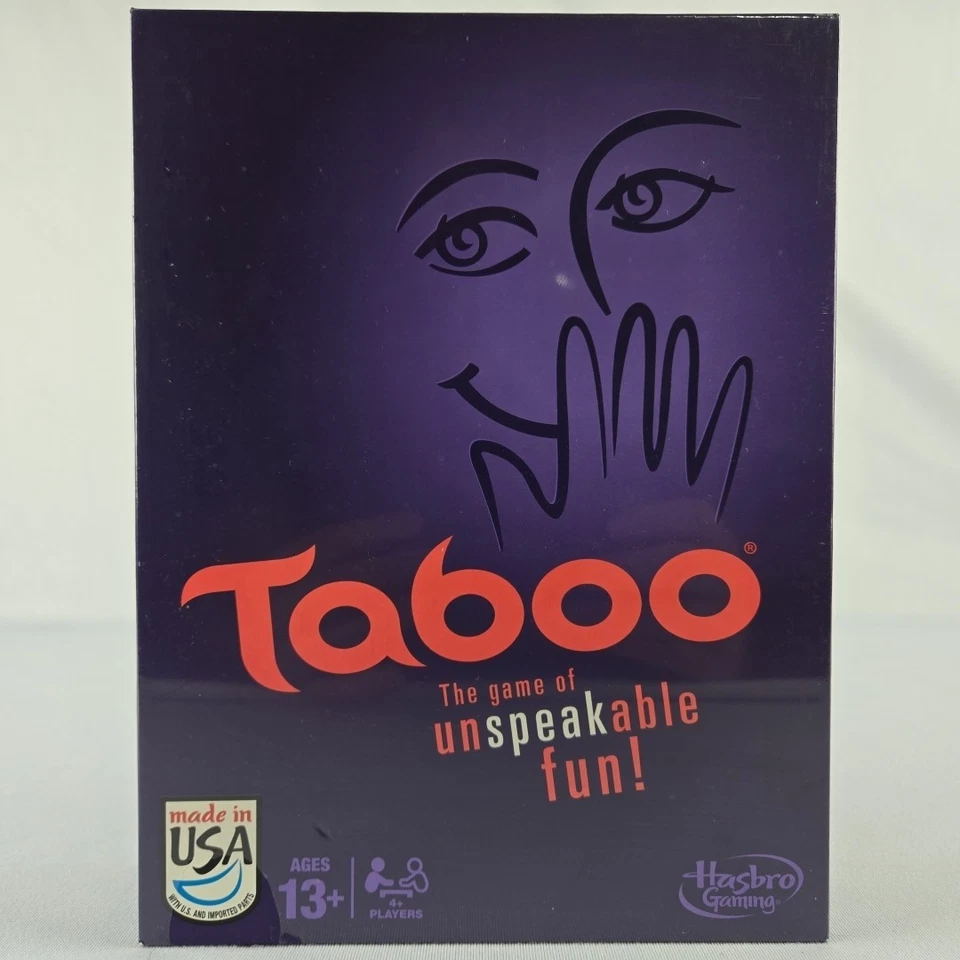 Taboo®
The game of
unspeakable
fun!
made in
USA
WITH U.S. AND IMPORTED PARTS
AGES
13+
4+
PLAYERS
Hasbro
Gaming